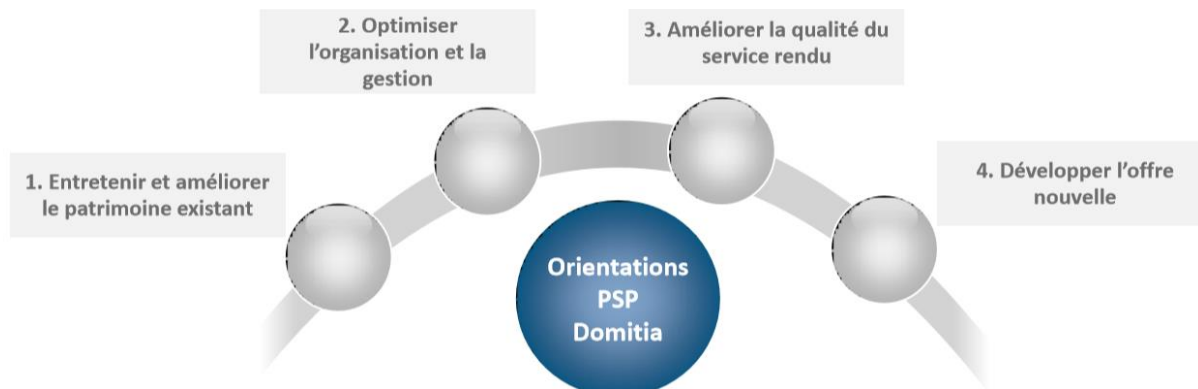 1. Entretenir et améliorer
le patrimoine existant
2. Optimiser
l’organisation et la
gestion
3. Améliorer la qualité du
service rendu
4. Développer l’offre
nouvelle
Orientations
PSP
Domitia